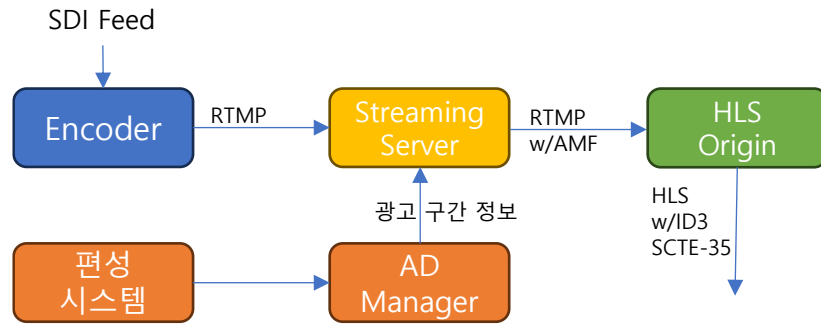 SDI Feed
Encoder
RTMP
Streaming
Server
RTMP
w/AMF
HLS
Origin
광고 구간 정보
HLS
w/ID3
SCTE-35
편성
시스템
AD
Manager